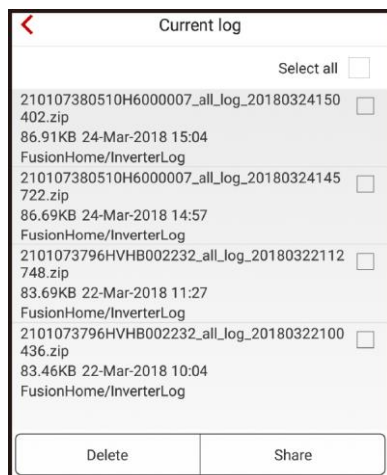 Current log
Select all
210107380510H6000007_all_log_20180324150
402.zip
86.91KB 24-Mar-2018 15:04
FusionHome/InverterLog
210107380510H6000007_all_log_20180324145
722.zip
86.69KB 24-Mar-2018 14:57
FusionHome/InverterLog
2101073796HVHB002232_all_log_20180322112
748.zip
83.69KB 22-Mar-2018 11:27
FusionHome/InverterLog
2101073796HVHB002232_all_log_20180322100
436.zip
83.46KB 22-Mar-2018 10:04
FusionHome/InverterLog
Delete Share